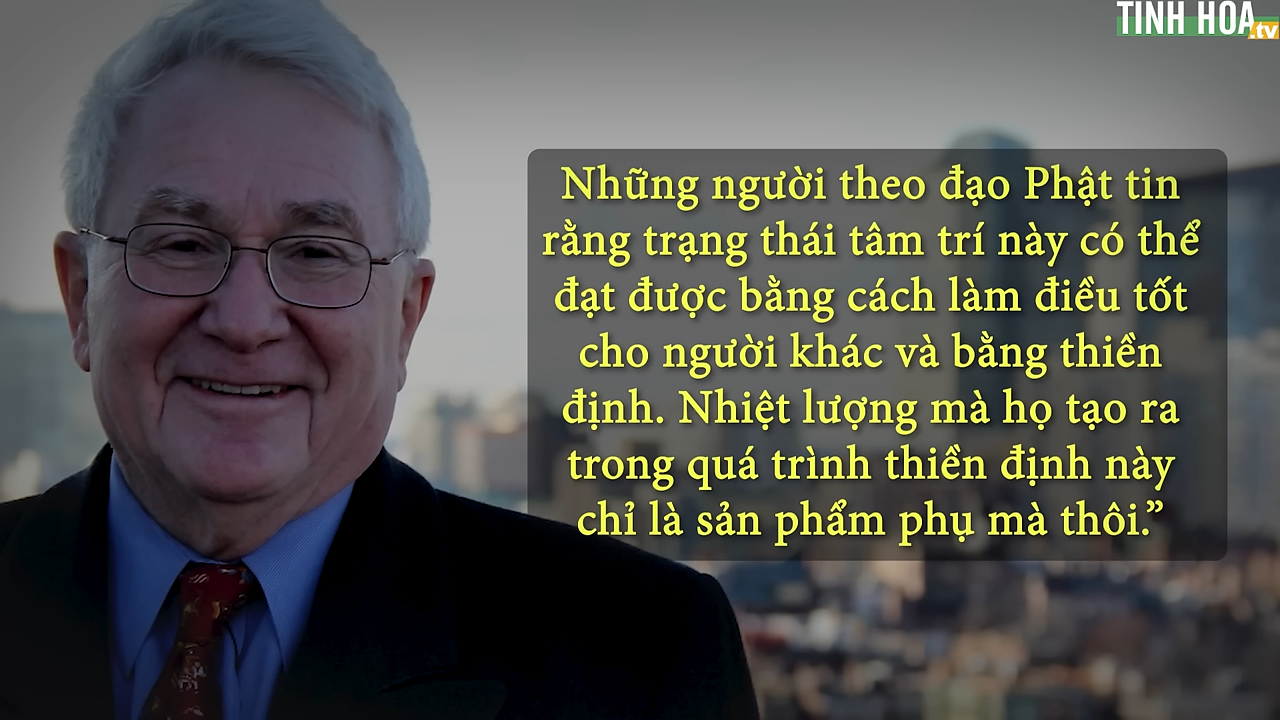 TINH HOA
.tv
Những người theo đạo Phật tin
rằng trạng thái tâm trí này có thể
đạt được bằng cách làm điều tốt
cho người khác và bằng thiền
định. Nhiệt lượng mà họ tạo ra
trong quá trình thiền định này
chỉ là sản phẩm phụ mà thôi.”